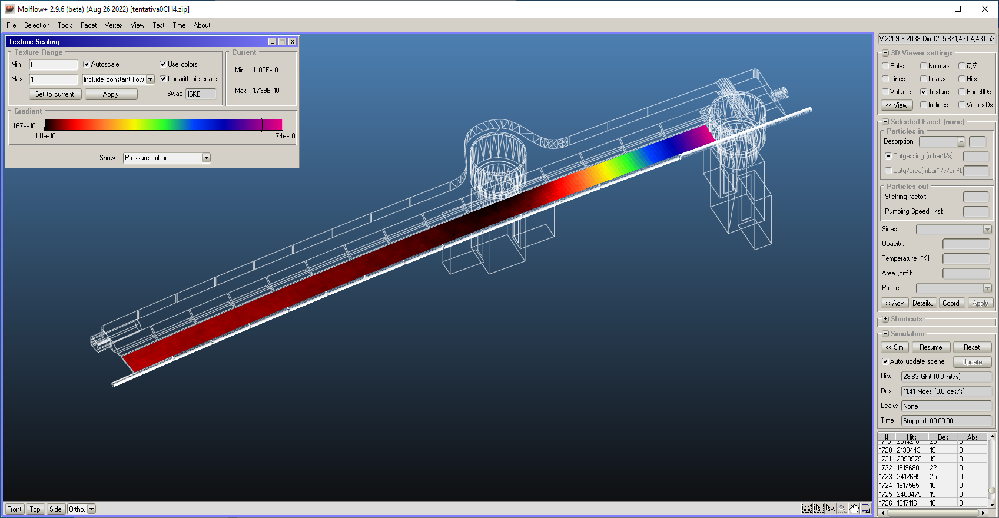 Molflow+ 2.9.6 (beta) (Aug 26 2022) [tentativa0CH4.zip]
File Selection Tools Facet Vertex View Test Time About
Texture Scaling
Texture Range
Min 0 Autoscale Use colors
Max 1 Include constant flow Logarithmic scale
Set to current Apply Swap 16KB
Current
Min: 1.105E-10
Max: 1.739E-10
Gradient
1.67e-10
1.11e-10 1.74e-10
Show: Pressure [mbar]
V:2209 F:2038 Dim:(205.871,43.04,43.053
3D Viewer settings
Rules Normals u,v
Lines Leaks Hits
Volume Texture FacetIDs
<< View Indices VertexIDs
Selected Facet (none)
Particles in
Desorption
Outgassing (mbar*l/s):
Outg/area(mbar*l/s/cm²):
Particles out
Sticking factor:
Pumping Speed (l/s):
Sides:
Opacity:
Temperature (°K):
Area (cm²):
Profile:
<< Adv Details... Coord. Apply
Shortcuts
Simulation
<< Sim Resume Reset
Auto update scene Update
Hits 28.83 Ghit (0.0 hit/s)
Des. 11.41 Mdes (0.0 des/s)
Leaks None
Time Stopped: 00:00:00
# Hits Des Abs
1720 2133443 19 0
1721 2098979 19 0
1722 1919680 22 0
1723 2412695 25 0
1724 1917565 10 0
1725 2408479 19 0
1726 1917116 10 0
Front Top Side Ortho.